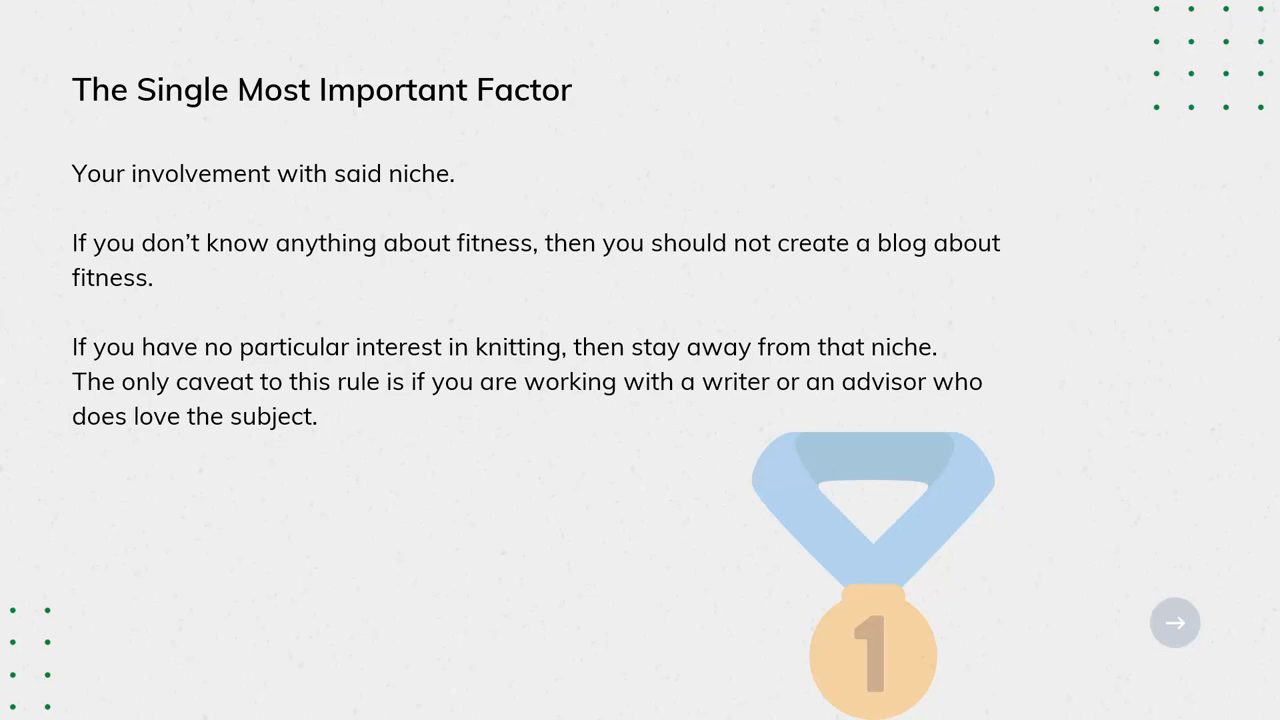 The Single Most Important Factor
Your involvement with said niche.
If you don’t know anything about fitness, then you should not create a blog about
fitness.
If you have no particular interest in knitting, then stay away from that niche.
The only caveat to this rule is if you are working with a writer or an advisor who
does love the subject.
1